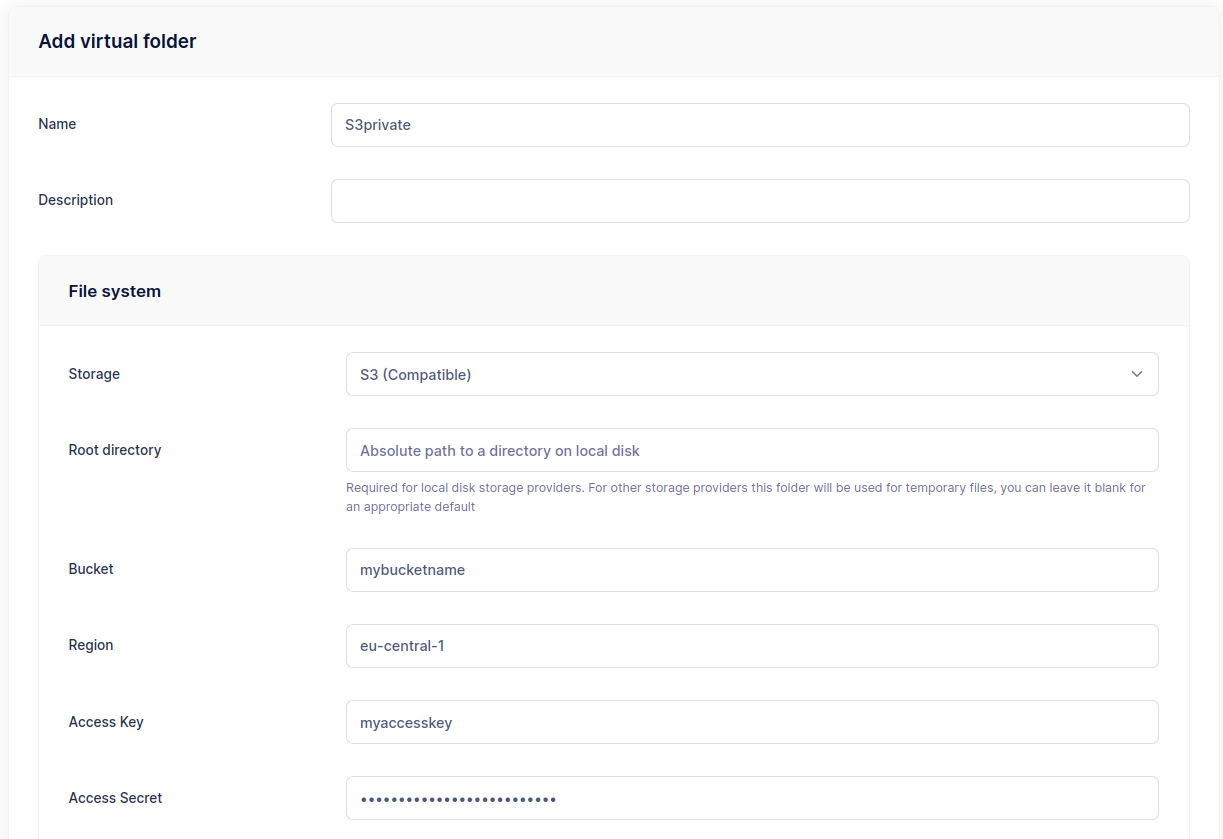 Add virtual folder
Name
S3private
Description
File system
Storage
S3 (Compatible)
Root directory
Absolute path to a directory on local disk
Required for local disk storage providers. For other storage providers this folder will be used for temporary files, you can leave it blank for
an appropriate default
Bucket
mybucketname
Region
eu-central-1
Access Key
myaccesskey
Access Secret
••••••••••••••••••••••••••